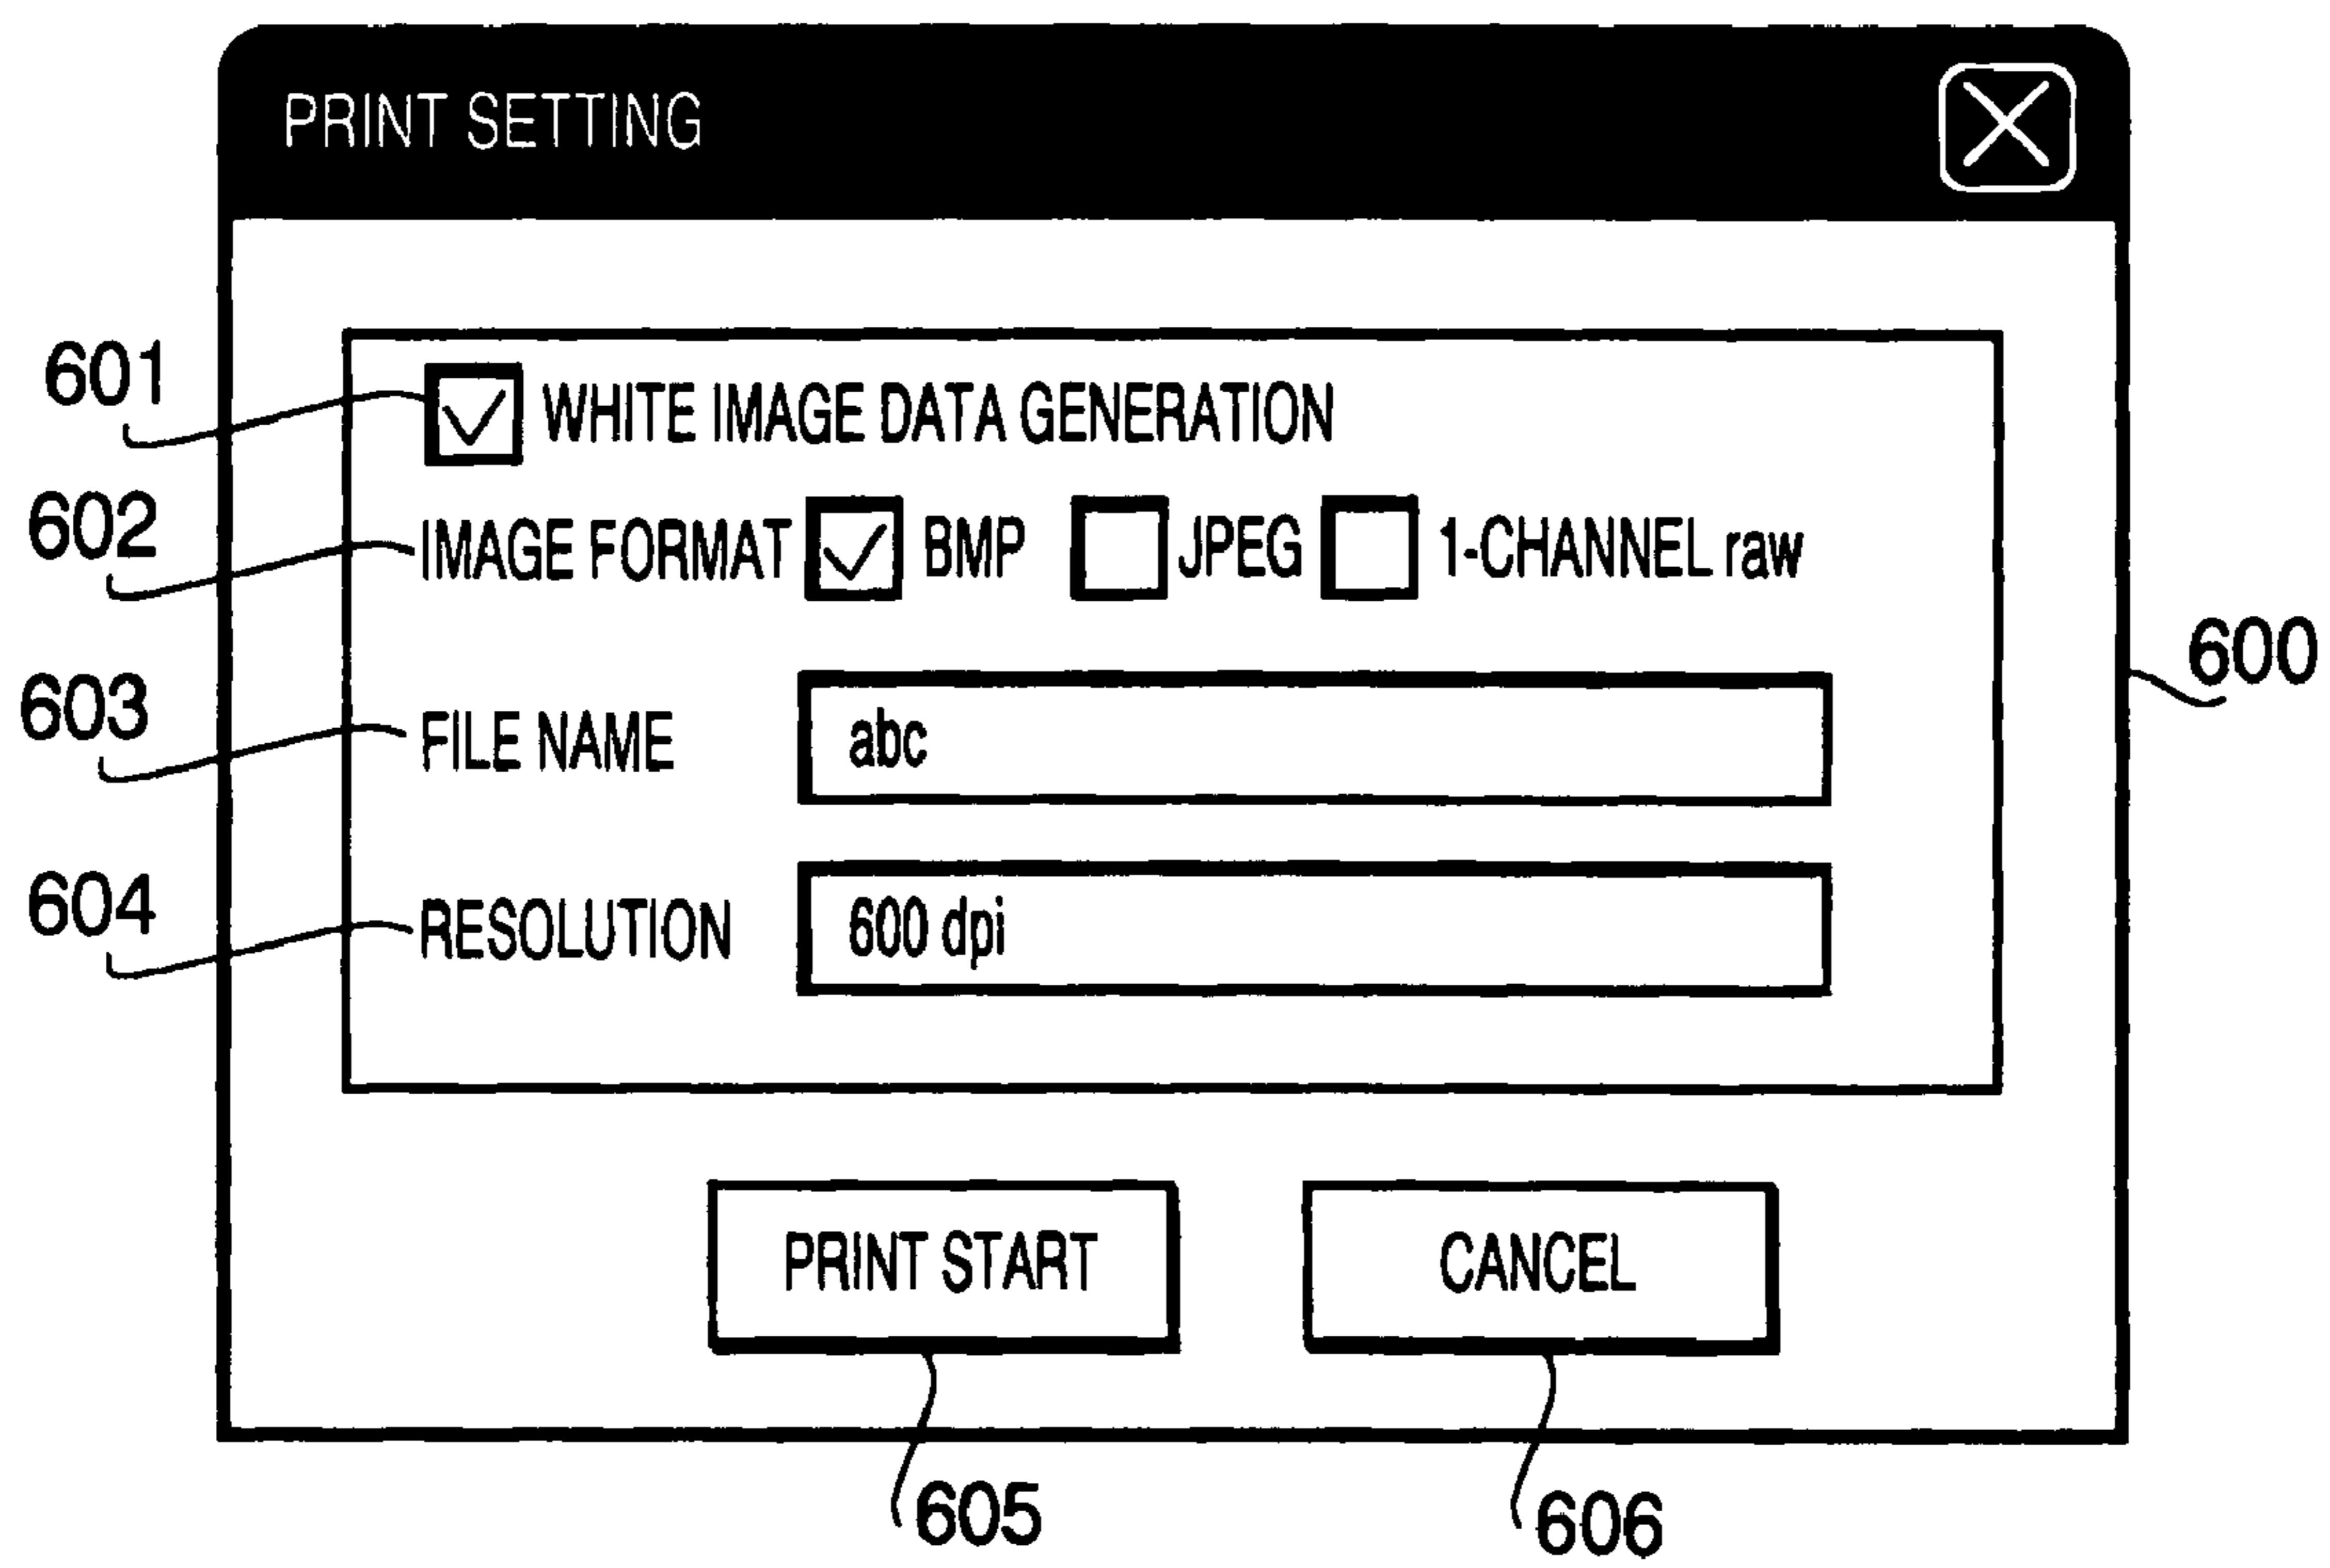 PRINT SETTING
601
WHITE IMAGE DATA GENERATION
602
IMAGE FORMAT BMP JPEG 1-CHANNEL raw
600
603
FILE NAME abc
604
RESOLUTION 600 dpi
PRINT START CANCEL
605 606